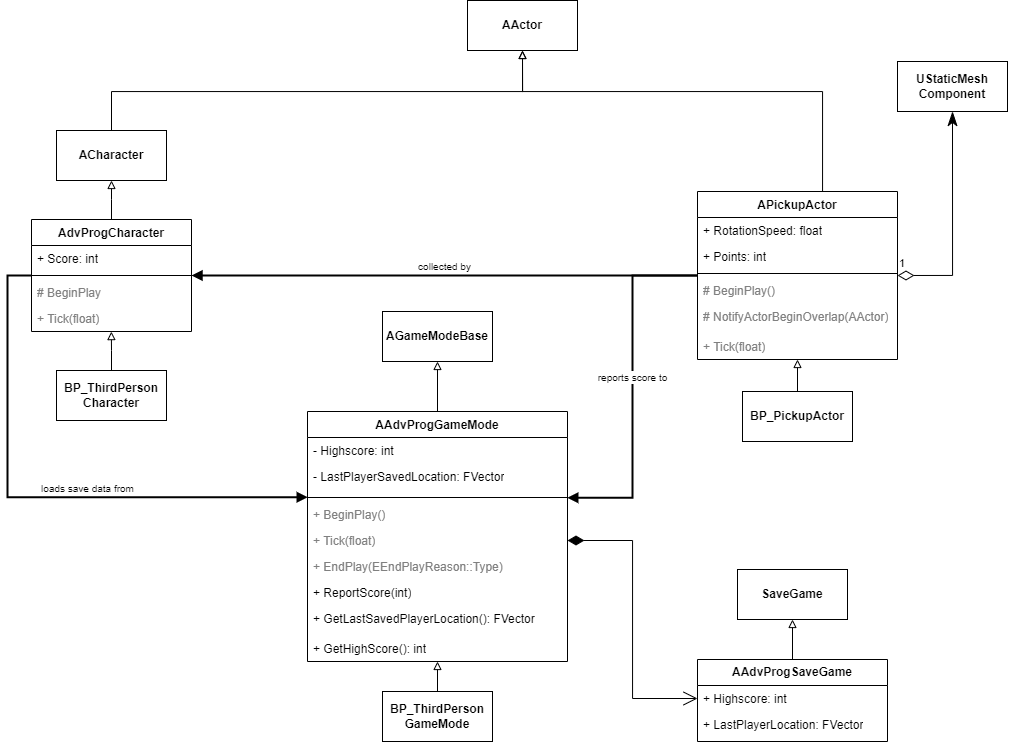 AActor
UStaticMesh
Component
ACharacter
APickupActor
+ RotationSpeed: float
+ Points: int
1
# BeginPlay()
# NotifyActorBeginOverlap(AActor)
+ Tick(float)
AdvProgCharacter
+ Score: int
# BeginPlay
+ Tick(float)
collected by
AGameModeBase
reports score to
BP_ThirdPerson
Character
BP_PickupActor
AAdvProgGameMode
- Highscore: int
- LastPlayerSavedLocation: FVector
loads save data from
+ BeginPlay()
+ Tick(float)
+ EndPlay(EEndPlayReason::Type)
+ ReportScore(int)
+ GetLastSavedPlayerLocation(): FVector
+ GetHighScore(): int
SaveGame
AAdvProgSaveGame
+ Highscore: int
+ LastPlayerLocation: FVector
BP_ThirdPerson
GameMode